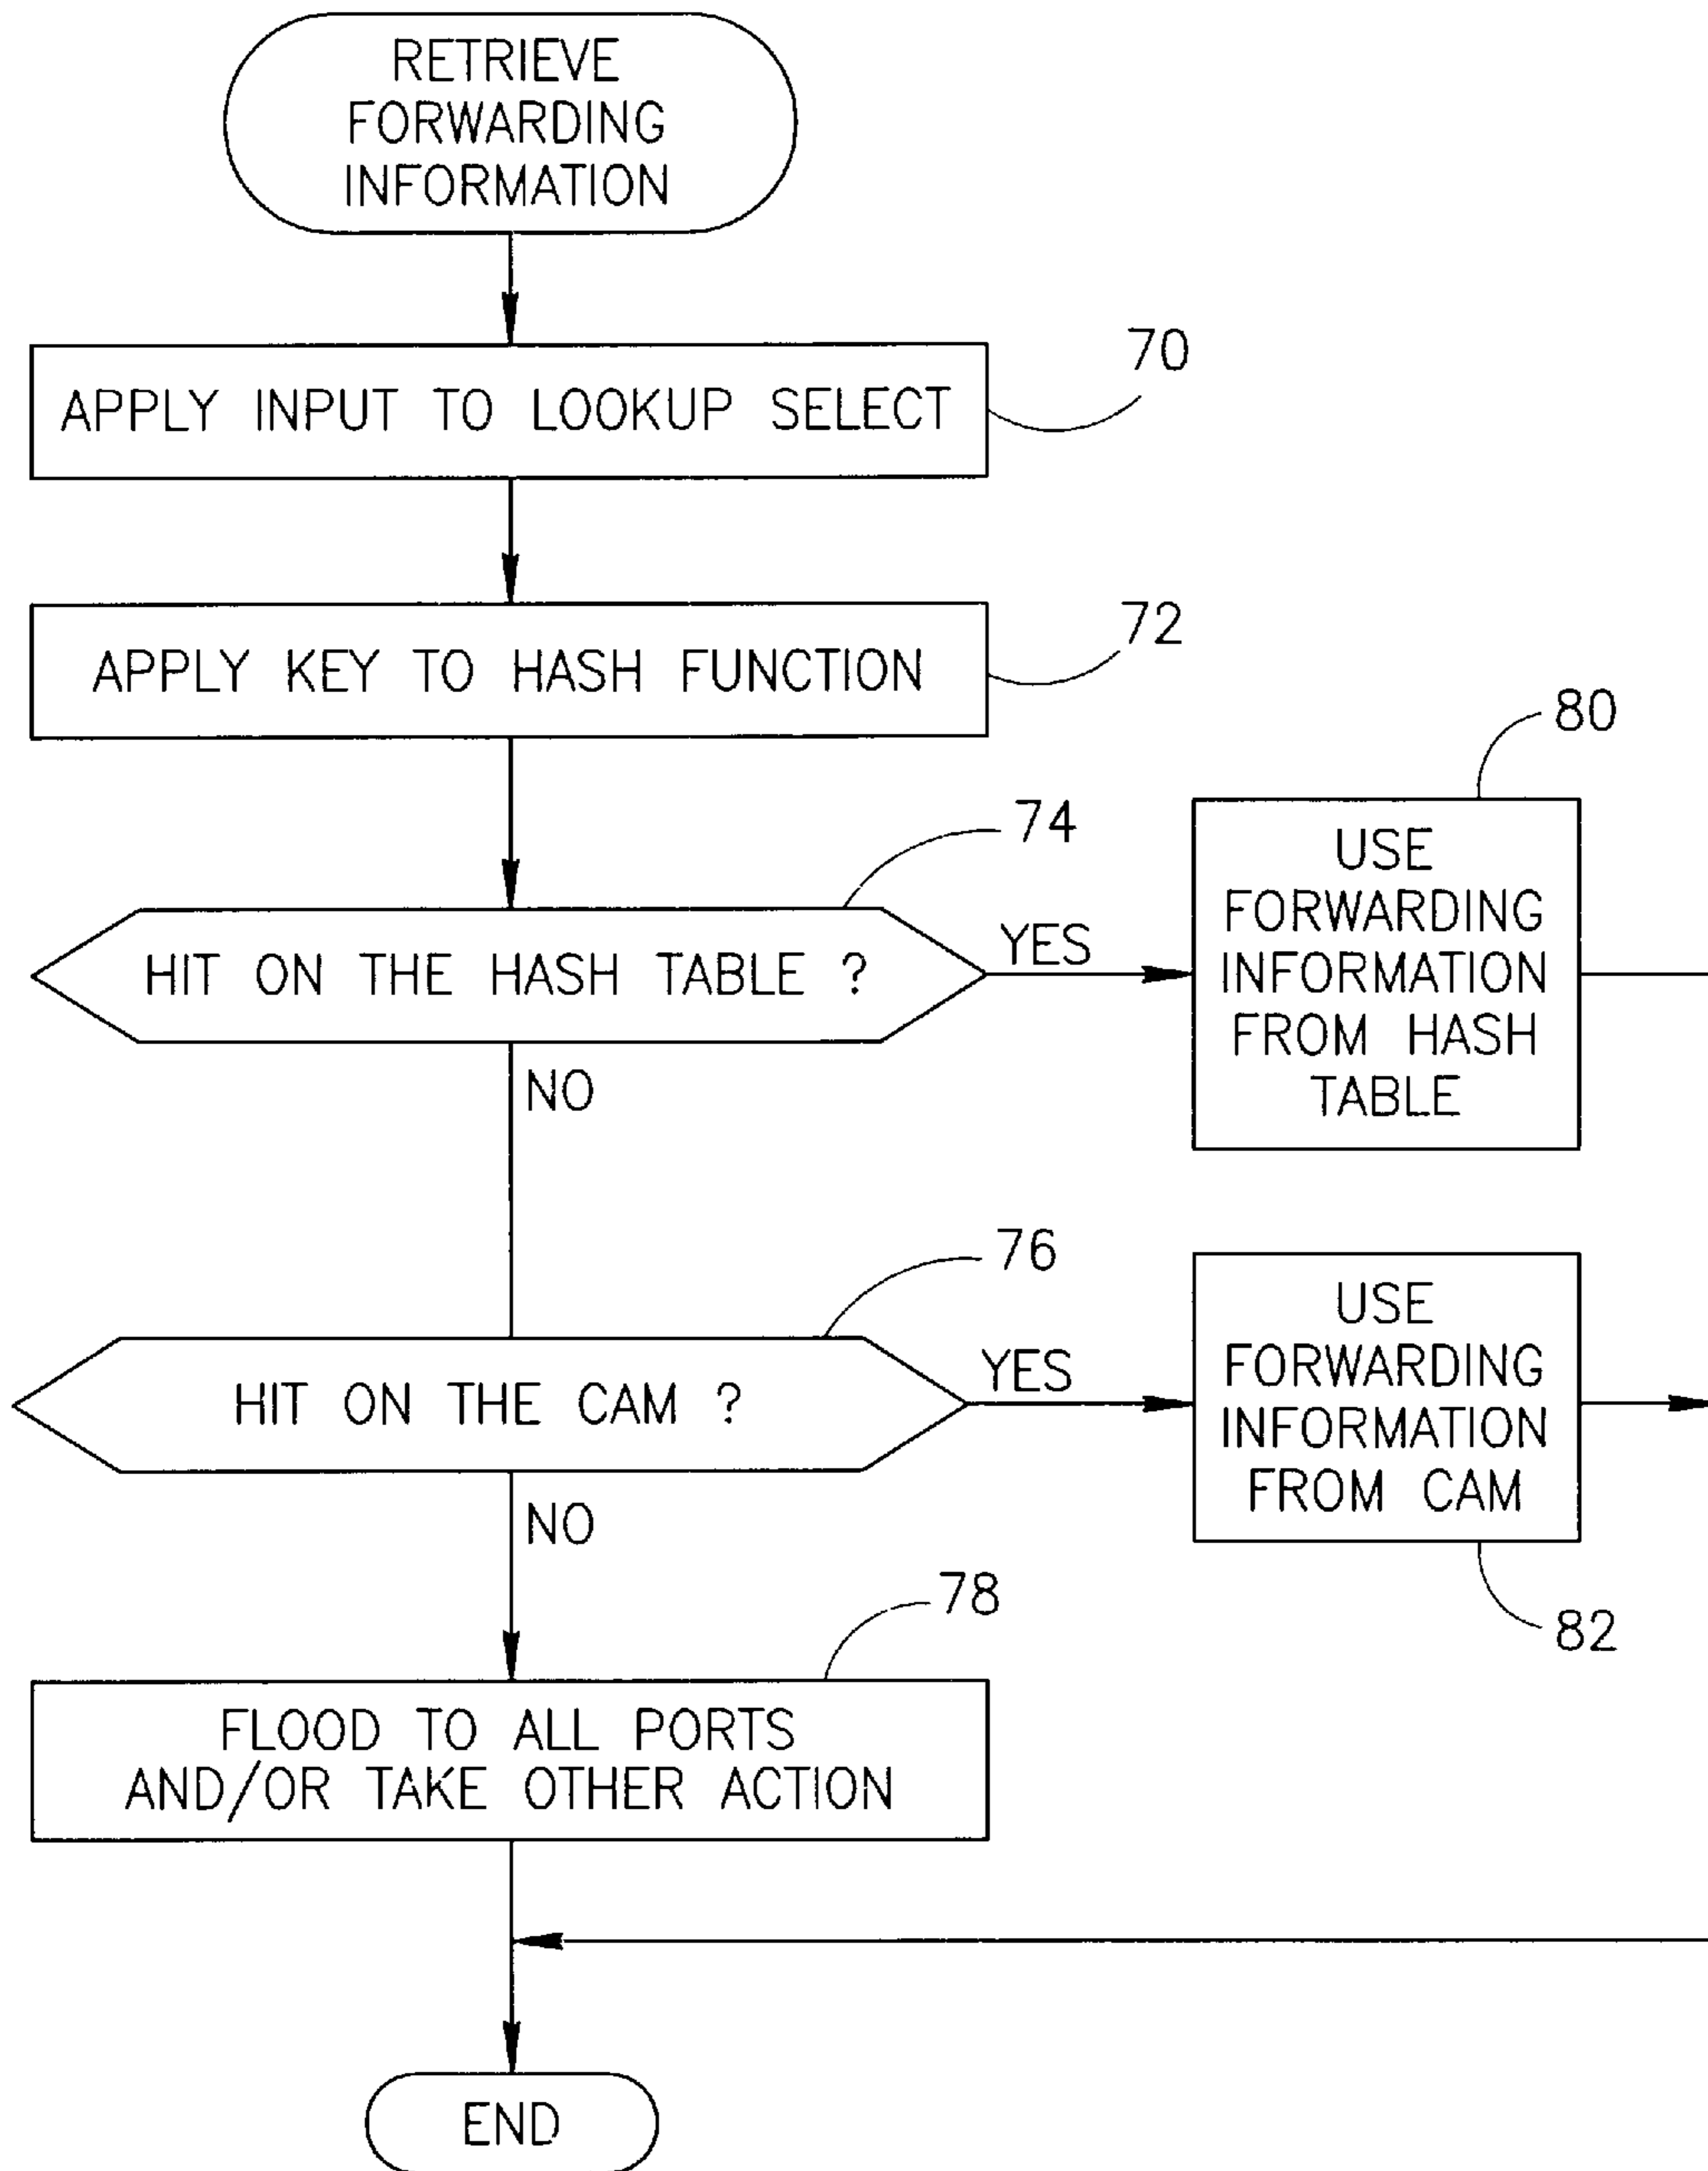 RETRIEVE
FORWARDING
INFORMATION
70
APPLY INPUT TO LOOKUP SELECT
72
APPLY KEY TO HASH FUNCTION
80
74
USE
FORWARDING
INFORMATION
FROM HASH
TABLE
HIT ON THE HASH TABLE ?
YES
NO
76
USE
FORWARDING
INFORMATION
FROM CAM
HIT ON THE CAM ?
YES
NO
82
78
FLOOD TO ALL PORTS
AND/OR TAKE OTHER ACTION
END